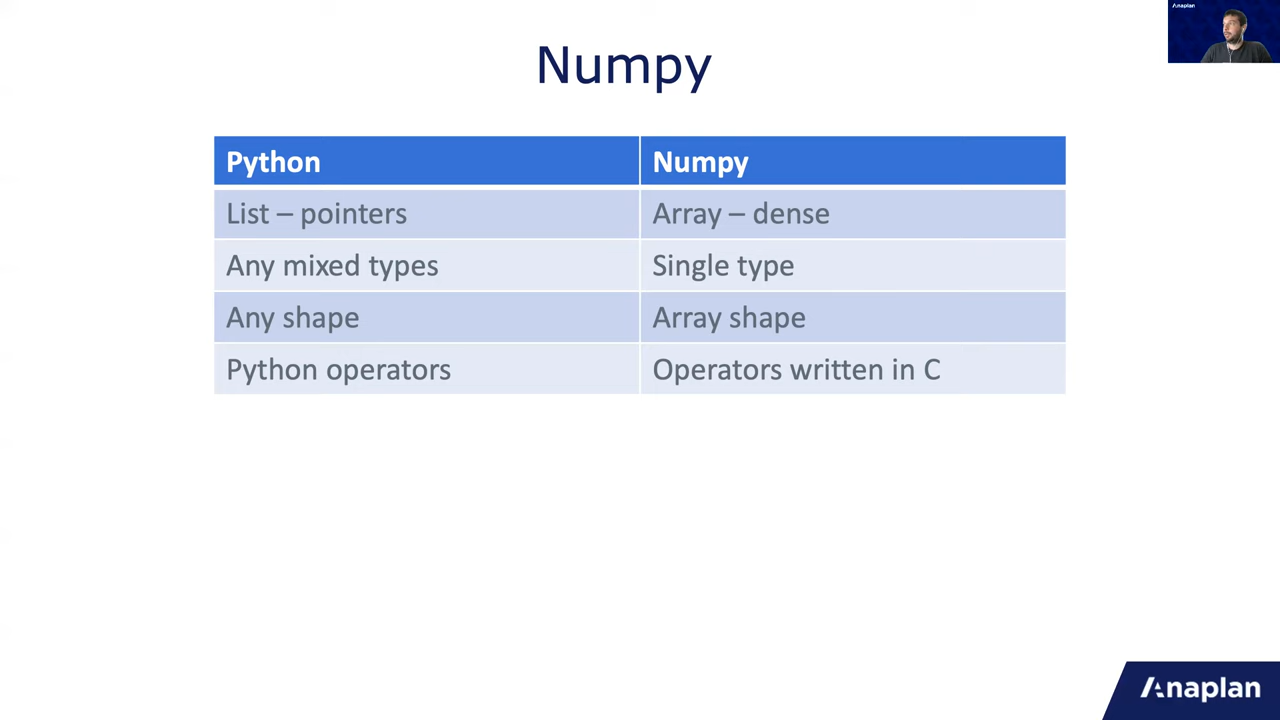 Anaplan
Numpy
Python Numpy
List – pointers Array – dense
Any mixed types Single type
Any shape Array shape
Python operators Operators written in C
Anaplan